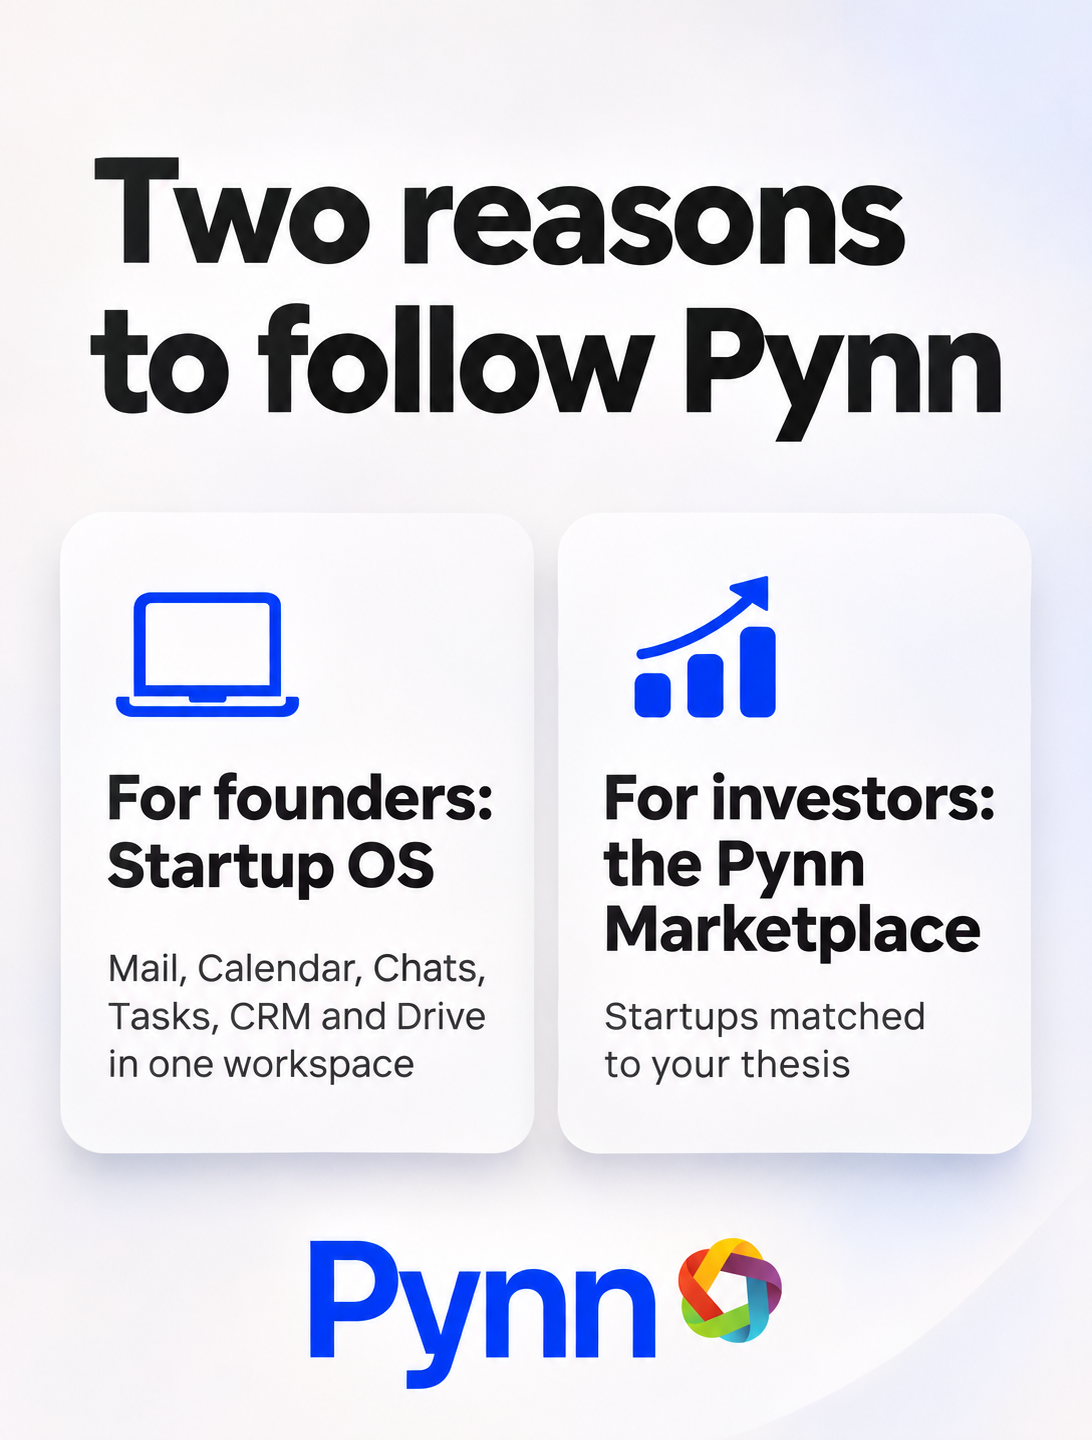 Two reasons
to follow Pynn
For founders:
Startup OS
Mail, Calendar, Chats,
Tasks, CRM and Drive
in one workspace
For investors:
the Pynn
Marketplace
Startups matched
to your thesis
Pynn